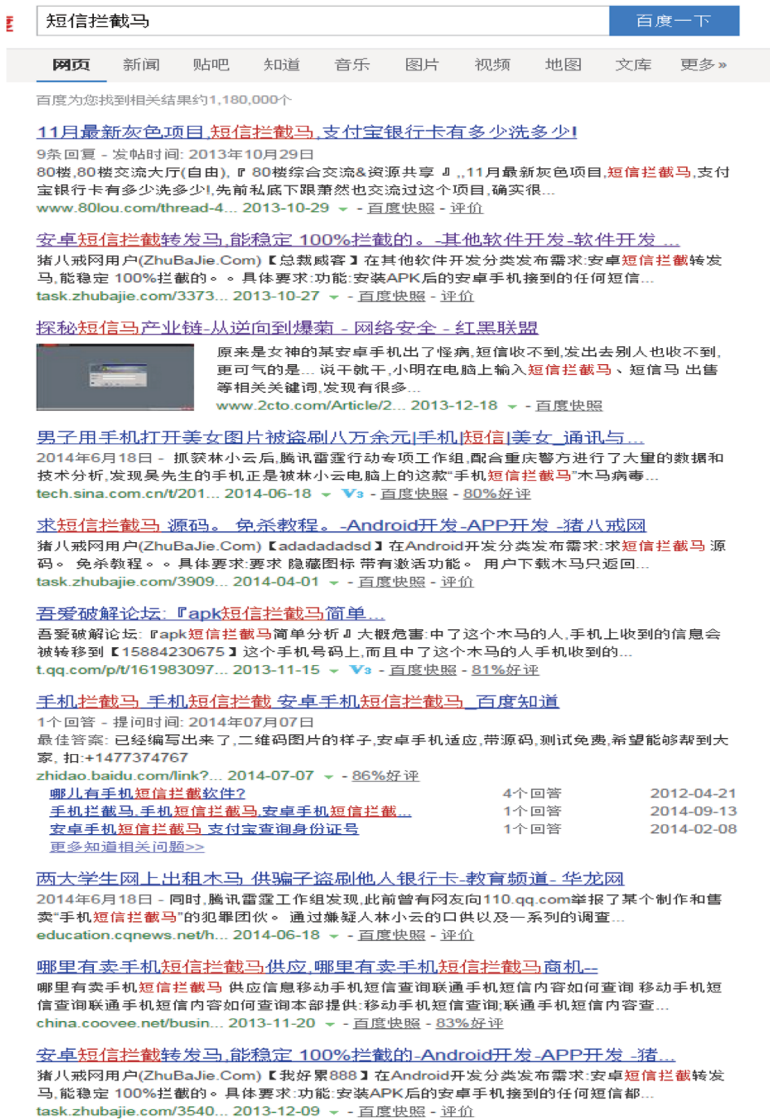 短信拦截马
百度一下
网页 新闻 贴吧 知道 音乐 图片 视频 地图 文库 更多»
百度为您找到相关结果约1,180,000个
11月最新灰色项目,短信拦截马,支付宝银行卡有多少洗多少!
9条回复 - 发帖时间: 2013年10月29日
80楼,80楼交流大厅(自由),『 80楼综合交流&资源共享 』,,11月最新灰色项目,短信拦截马,支付
宝银行卡有多少洗多少!,先前私底下跟萧然也交流过这个项目,确实很...
www.80lou.com/thread-4... 2013-10-29 - 百度快照 - 评价
安卓短信拦截转发马,能稳定 100%拦截的。-其他软件开发-软件开发 ...
猪八戒网用户(ZhuBaJie.Com)【总裁威客】在其他软件开发分类发布需求:安卓短信拦截转发
马,能稳定 100%拦截的。。具体要求:功能:安装APK后的安卓手机接到的任何短信...
task.zhubajie.com/3373... 2013-10-27 - 百度快照 - 评价
探秘短信马产业链-从逆向到爆菊 - 网络安全 - 红黑联盟
原来是女神的某安卓手机出了怪病,短信收不到,发出去别人也收不到,
更可气的是... 说干就干,小明在电脑上输入短信拦截马、短信马 出售
等相关关键词,发现有很多...
www.2cto.com/Article/2... 2013-12-18 - 百度快照
男子用手机打开美女图片被盗刷八万余元|手机|短信|美女_通讯与...
2014年6月18日 - 抓获林小云后,腾讯雷霆行动专项工作组,配合重庆警方进行了大量的数据和
技术分析,发现吴先生的手机正是被林小云电脑上的这款“手机短信拦截马”木马病毒...
tech.sina.com.cn/t/201... 2014-06-18 V3 - 百度快照 - 80%好评
求短信拦截马 源码。 免杀教程。-Android开发-APP开发 -猪八戒网
猪八戒网用户(ZhuBaJie.Com)【adadadadsd】在Android开发分类发布需求:求短信拦截马 源
码。 免杀教程。。具体要求:要求 隐藏图标 带有激活功能。 用户下载木马只返回...
task.zhubajie.com/3909... 2014-04-01 - 百度快照 - 评价
吾爱破解论坛:『apk短信拦截马简单...
吾爱破解论坛:『apk短信拦截马简单分析』大概危害:中了这个木马的人,手机上收到的信息会
被转移到【15884230675】这个手机号码上,而且中了这个木马的人手机收到的...
t.qq.com/p/t/161983097... 2013-11-15 V3 - 百度快照 - 81%好评
手机拦截马 手机短信拦截 安卓手机短信拦截马_百度知道
1个回答 - 提问时间: 2014年07月07日
最佳答案: 已经编写出来了,二维码图片的样子,安卓手机适应,带源码,测试免费,希望能够帮到大
家, 扣:+1477374767
zhidao.baidu.com/link?... 2014-07-07 - 86%好评
哪儿有手机短信拦截软件? 4个回答 2012-04-21
手机拦截马,手机短信拦截马,安卓手机短信拦截... 1个回答 2014-09-13
安卓手机短信拦截马 支付宝查询身份证号 1个回答 2014-02-08
更多知道相关问题>>
两大学生网上出租木马 供骗子盗刷他人银行卡-教育频道- 华龙网
2014年6月18日 - 同时,腾讯雷霆工作组发现,此前曾有网友向110.qq.com举报了某个制作和售
卖“手机短信拦截马”的犯罪团伙。 通过嫌疑人林小云的口供以及一系列的调查...
education.cqnews.net/h... 2014-06-18 - 百度快照 - 评价
哪里有卖手机短信拦截马供应,哪里有卖手机短信拦截马商机--
哪里有卖手机短信拦截马 供应信息移动手机短信查询联通手机短信内容如何查询 移动手机短
信查询联通手机短信内容如何查询本部提供:移动手机短信查询;联通手机短信内容查...
china.coovee.net/busin... 2013-11-20 - 百度快照 - 83%好评
安卓短信拦截转发马,能稳定 100%拦截的-Android开发-APP开发 -猪...
猪八戒网用户(ZhuBaJie.Com)【我好累888】在Android开发分类发布需求:安卓短信拦截转发
马,能稳定 100%拦截的。具体要求:功能:安装APK后的安卓手机接到的任何短信都...
task.zhubajie.com/3540... 2013-12-09 - 百度快照 - 评价